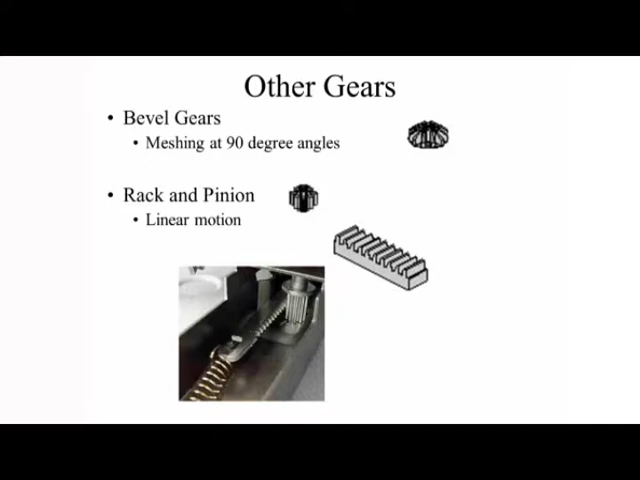 Other Gears
• Bevel Gears
• Meshing at 90 degree angles
• Rack and Pinion
• Linear motion